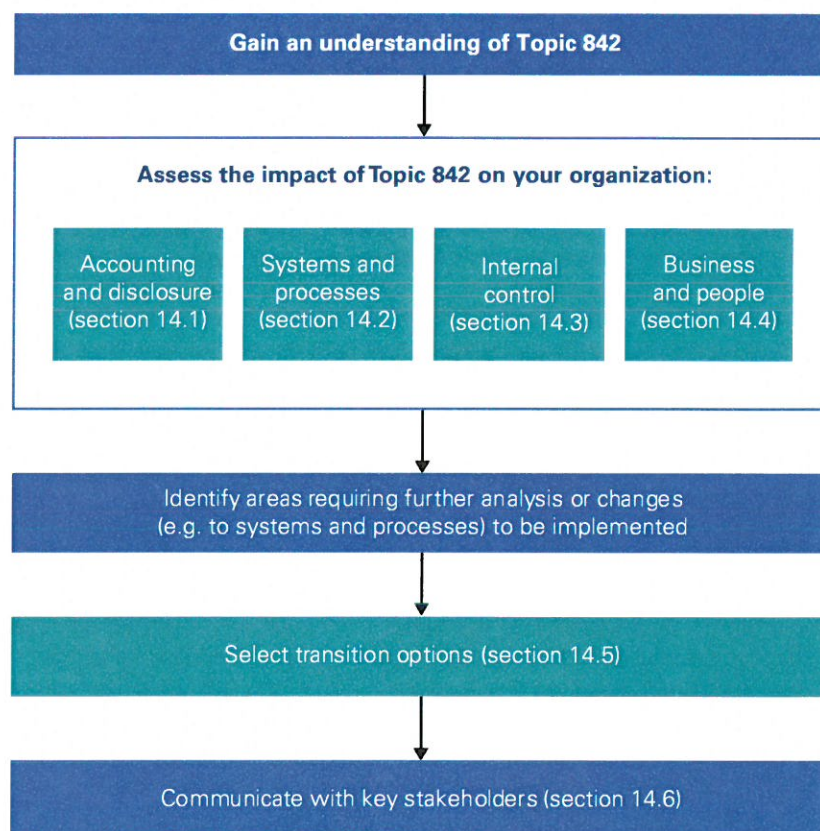 Gain an understanding of Topic 842
Assess the impact of Topic 842 on your organization:
Accounting
and disclosure
(section 14.1)
Systems and
processes
(section 14.2)
Internal
control
(section 14.3)
Business
and people
(section 14.4)
Identify areas requiring further analysis or changes
(e.g. to systems and processes) to be implemented
Select transition options (section 14.5)
Communicate with key stakeholders (section 14.6)